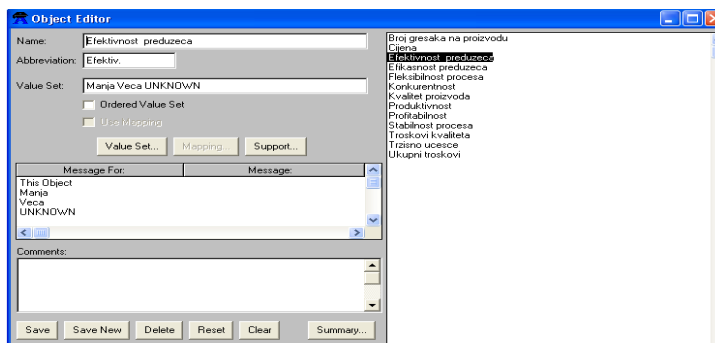 Object Editor
Name: Efektivnost preduzeca
Abbreviation: Efektiv.
Value Set: Manja Veca UNKNOWN
Ordered Value Set
Use Mapping
Value Set... Mapping... Support...
Message For: Message:
This Object
Manja
Veca
UNKNOWN
Comments:
Save Save New Delete Reset Clear Summary...
Broj gresaka na proizvodu
Cijena
Efektivnost preduzeca
Efikasnost preduzeca
Fleksibilnost procesa
Konkurentnost
Kvalitet proizvoda
Produktivnost
Profitabilnost
Stabilnost procesa
Troskovi kvaliteta
Trzisno ucesce
Ukupni troskovi